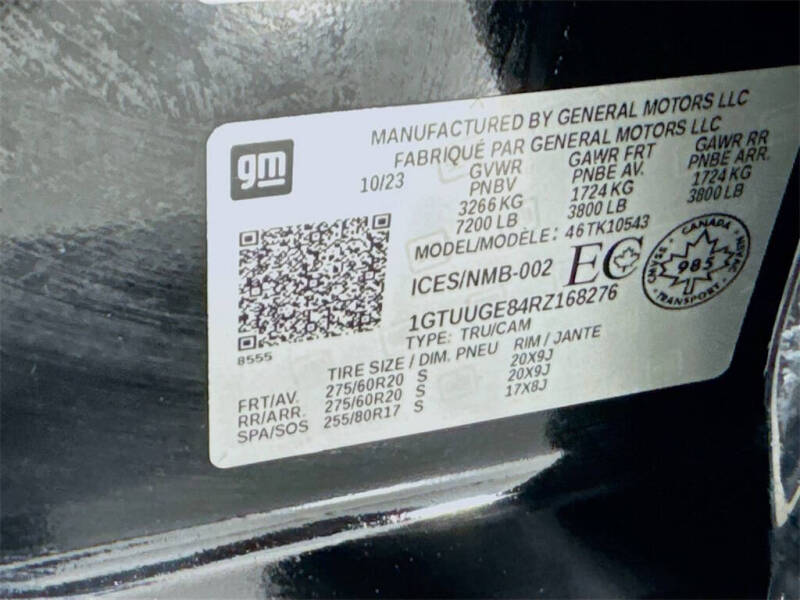 gm
MANUFACTURED BY GENERAL MOTORS LLC
FABRIQUÉ PAR GENERAL MOTORS LLC
10/23
GVWR GAWR FRT GAWR RR
PNBV PNBE AV. PNBE ARR.
3266 KG 1724 KG 1724 KG
7200 LB 3800 LB 3800 LB
MODEL/MODÈLE: 46TK10543
ICES/NMB-002 EC
CANADA
985
TRANSPORT
1GTUUGE84RZ168276
TYPE: TRU/CAM
8555
TIRE SIZE / DIM. PNEU RIM / JANTE
FRT/AV. 275/60R20 S 20X9J
RR/ARR. 275/60R20 S 20X9J
SPA/SOS 255/80R17 S 17X8J